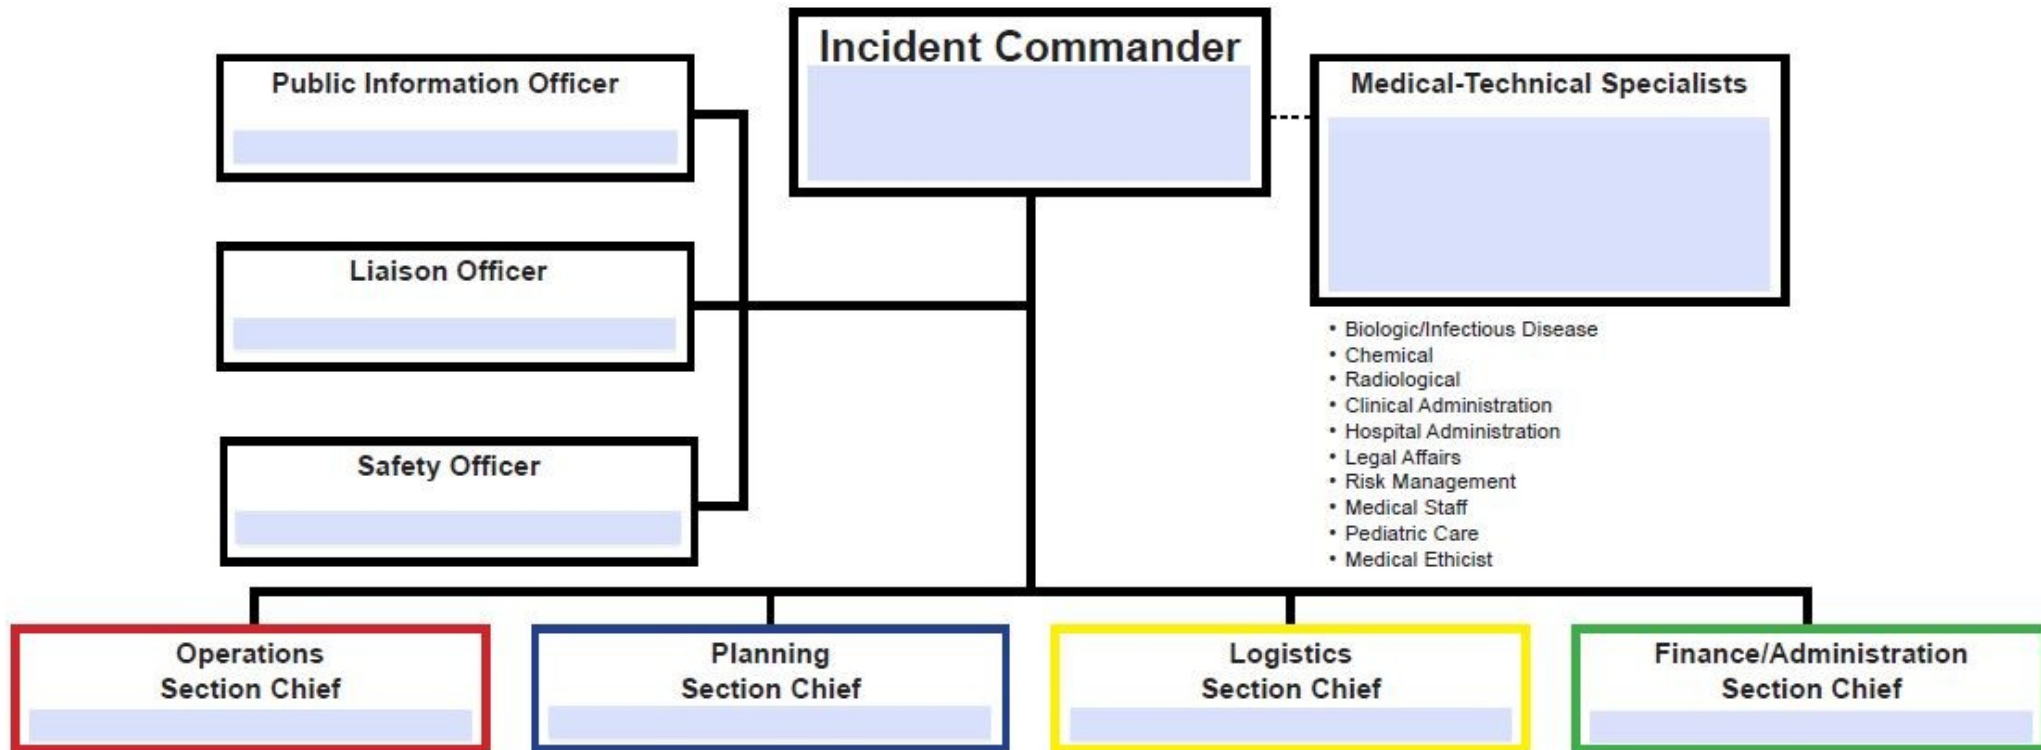 Incident Commander
Public Information Officer
Medical-Technical Specialists
Liaison Officer
• Biologic/Infectious Disease
• Chemical
• Radiological
• Clinical Administration
• Hospital Administration
• Legal Affairs
• Risk Management
• Medical Staff
• Pediatric Care
• Medical Ethicist
Safety Officer
Operations
Section Chief
Planning
Section Chief
Logistics
Section Chief
Finance/Administration
Section Chief